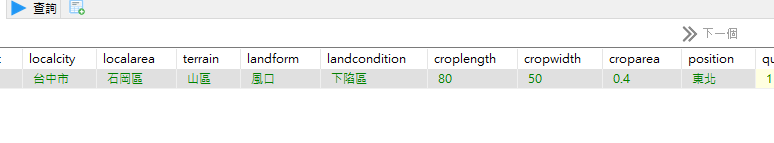 查詢
下一個
localcity localarea terrain landform landcondition croplength cropwidth croparea position qu
台中市 石岡區 山區 風口 下陷區 80 50 0.4 東北 1